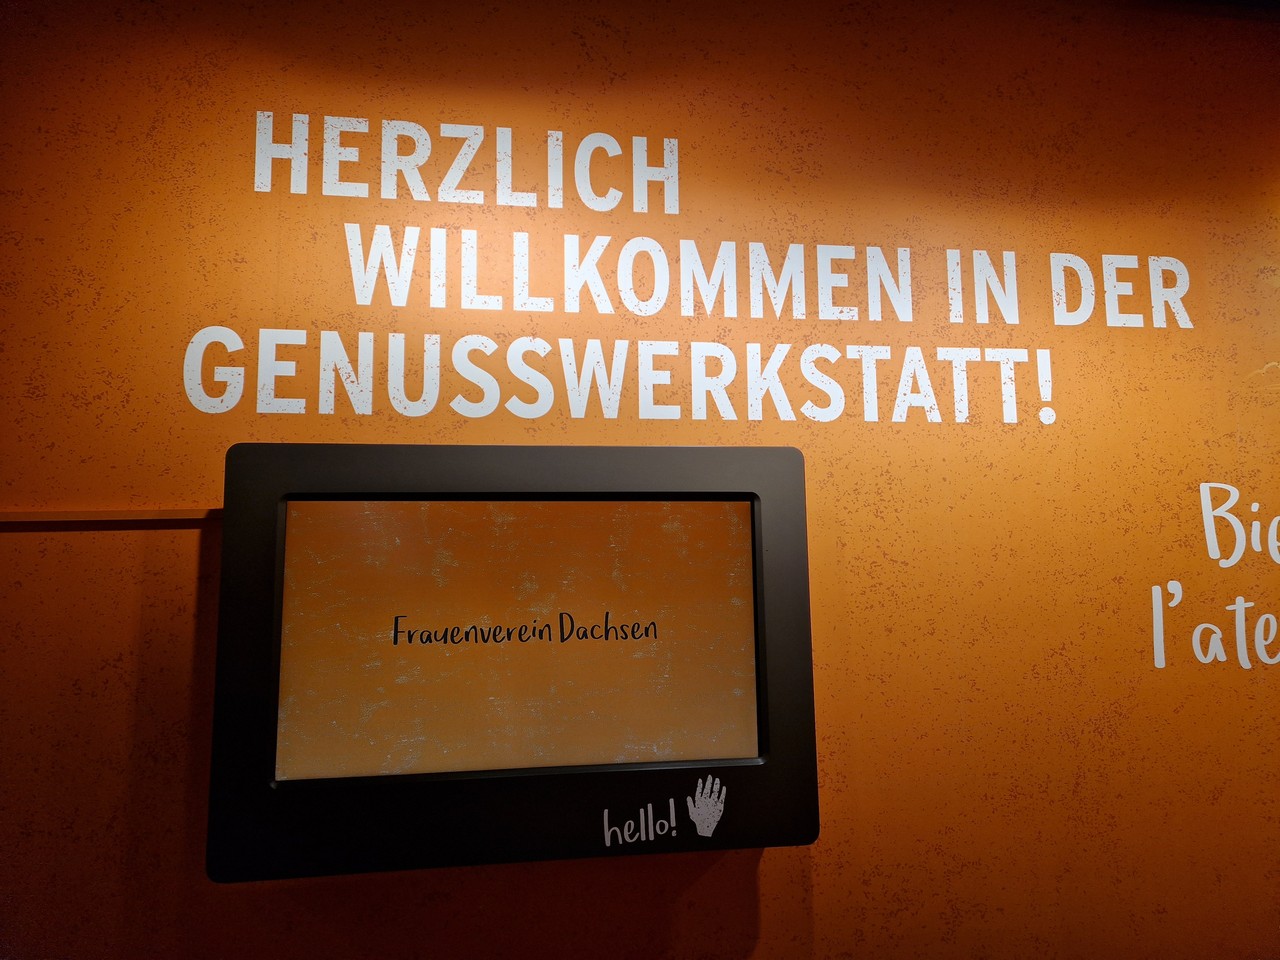 HERZLICH
WILLKOMMEN IN DER
GENUSSWERKSTATT!
Frauenverein Dachsen
hello!
l'